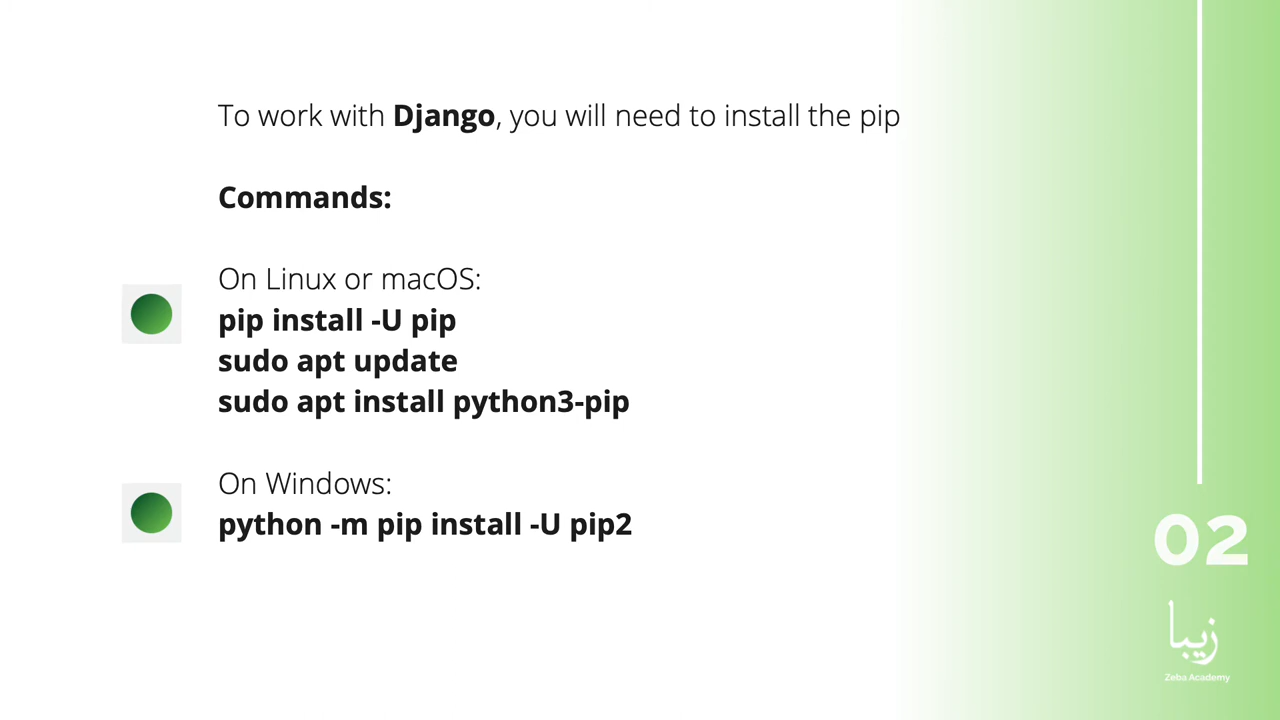 To work with Django, you will need to install the pip
Commands:
On Linux or macOS:
pip install -U pip
sudo apt update
sudo apt install python3-pip
On Windows:
python -m pip install -U pip2
02
زیبا
Zeba Academy